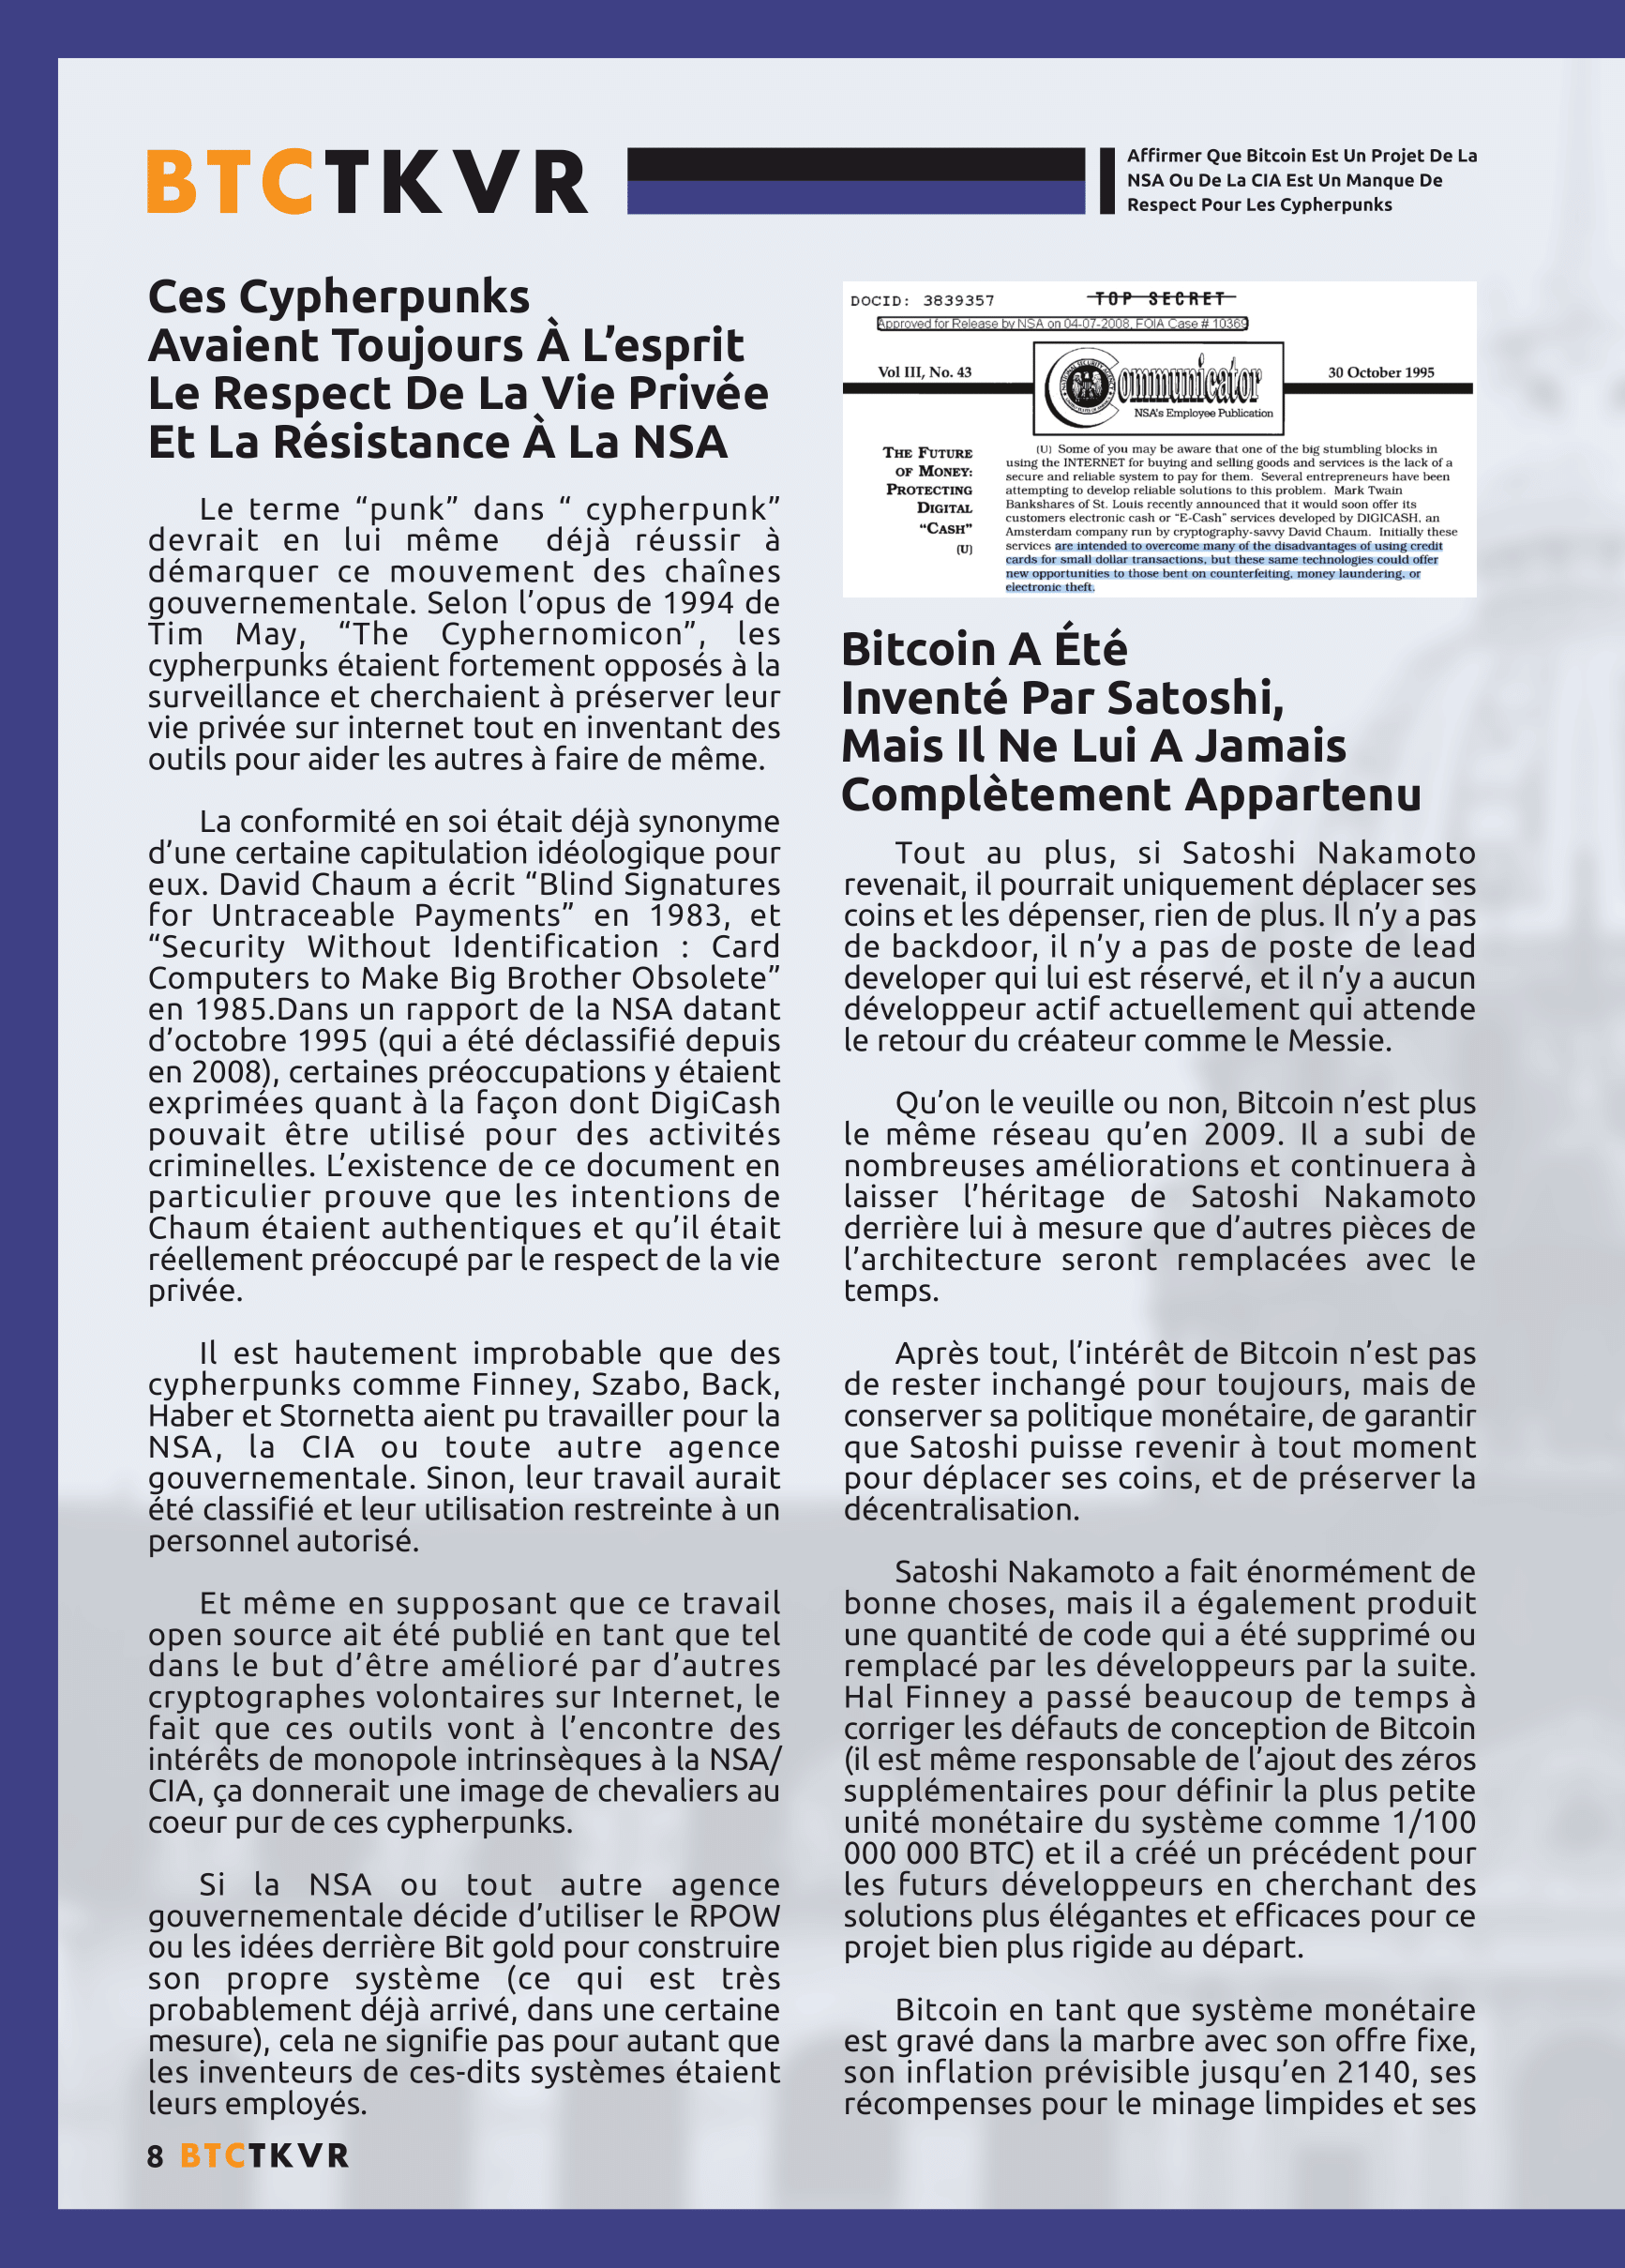 BTCTKVR
Affirmer Que Bitcoin Est Un Projet De La
NSA Ou De La CIA Est Un Manque De
Respect Pour Les Cypherpunks
Ces Cypherpunks
Avaient Toujours À L’esprit
Le Respect De La Vie Privée
Et La Résistance À La NSA
Le terme “punk” dans “ cypherpunk”
devrait en lui même déjà réussir à
démarquer ce mouvement des chaînes
gouvernementale. Selon l’opus de 1994 de
Tim May, “The Cyphernomicon”, les
cypherpunks étaient fortement opposés à la
surveillance et cherchaient à préserver leur
vie privée sur internet tout en inventant des
outils pour aider les autres à faire de même.
La conformité en soi était déjà synonyme
d’une certaine capitulation idéologique pour
eux. David Chaum a écrit “Blind Signatures
for Untraceable Payments” en 1983, et
“Security Without Identification : Card
Computers to Make Big Brother Obsolete”
en 1985.Dans un rapport de la NSA datant
d’octobre 1995 (qui a été déclassifié depuis
en 2008), certaines préoccupations y étaient
exprimées quant à la façon dont DigiCash
pouvait être utilisé pour des activités
criminelles. L’existence de ce document en
particulier prouve que les intentions de
Chaum étaient authentiques et qu’il était
réellement préoccupé par le respect de la vie
privée.
Il est hautement improbable que des
cypherpunks comme Finney, Szabo, Back,
Haber et Stornetta aient pu travailler pour la
NSA, la CIA ou toute autre agence
gouvernementale. Sinon, leur travail aurait
été classifié et leur utilisation restreinte à un
personnel autorisé.
Et même en supposant que ce travail
open source ait été publié en tant que tel
dans le but d’être amélioré par d’autres
cryptographes volontaires sur Internet, le
fait que ces outils vont à l’encontre des
intérêts de monopole intrinsèques à la NSA/
CIA, ça donnerait une image de chevaliers au
coeur pur de ces cypherpunks.
Si la NSA ou tout autre agence
gouvernementale décide d’utiliser le RPOW
ou les idées derrière Bit gold pour construire
son propre système (ce qui est très
probablement déjà arrivé, dans une certaine
mesure), cela ne signifie pas pour autant que
les inventeurs de ces-dits systèmes étaient
leurs employés.
DOCID: 3839357
TOP SECRET
Approved for Release by NSA on 04-07-2008, FOIA Case # 10369
Vol III, No. 43
Communicator
30 October 1995
NSA's Employee Publication
THE FUTURE
OF MONEY:
PROTECTING
DIGITAL
“CASH”
(U)
(U) Some of you may be aware that one of the big stumbling blocks in
using the INTERNET for buying and selling goods and services is the lack of a
secure and reliable system to pay for them. Several entrepreneurs have been
attempting to develop reliable solutions to this problem. Mark Twain
Bankshares of St. Louis recently announced that it would soon offer its
customers electronic cash or “E-Cash” services developed by DIGICASH, an
Amsterdam company run by cryptography-savvy David Chaum. Initially these
services are intended to overcome many of the disadvantages of using credit
cards for small dollar transactions, but these same technologies could offer
new opportunities to those bent on counterfeiting, money laundering, or
electronic theft.
Bitcoin A Été
Inventé Par Satoshi,
Mais Il Ne Lui A Jamais
Complètement Appartenu
Tout au plus, si Satoshi Nakamoto
revenait, il pourrait uniquement déplacer ses
coins et les dépenser, rien de plus. Il n’y a pas
de backdoor, il n’y a pas de poste de lead
developer qui lui est réservé, et il n’y a aucun
développeur actif actuellement qui attende
le retour du créateur comme le Messie.
Qu’on le veuille ou non, Bitcoin n’est plus
le même réseau qu’en 2009. Il a subi de
nombreuses améliorations et continuera à
laisser l’héritage de Satoshi Nakamoto
derrière lui à mesure que d’autres pièces de
l’architecture seront remplacées avec le
temps.
Après tout, l’intérêt de Bitcoin n’est pas
de rester inchangé pour toujours, mais de
conserver sa politique monétaire, de garantir
que Satoshi puisse revenir à tout moment
pour déplacer ses coins, et de préserver la
décentralisation.
Satoshi Nakamoto a fait énormément de
bonne choses, mais il a également produit
une quantité de code qui a été supprimé ou
remplacé par les développeurs par la suite.
Hal Finney a passé beaucoup de temps à
corriger les défauts de conception de Bitcoin
(il est même responsable de l’ajout des zéros
supplémentaires pour définir la plus petite
unité monétaire du système comme 1/100
000 000 BTC) et il a créé un précédent pour
les futurs développeurs en cherchant des
solutions plus élégantes et efficaces pour ce
projet bien plus rigide au départ.
Bitcoin en tant que système monétaire
est gravé dans la marbre avec son offre fixe,
son inflation prévisible jusqu’en 2140, ses
récompenses pour le minage limpides et ses
8 BTCTKVR